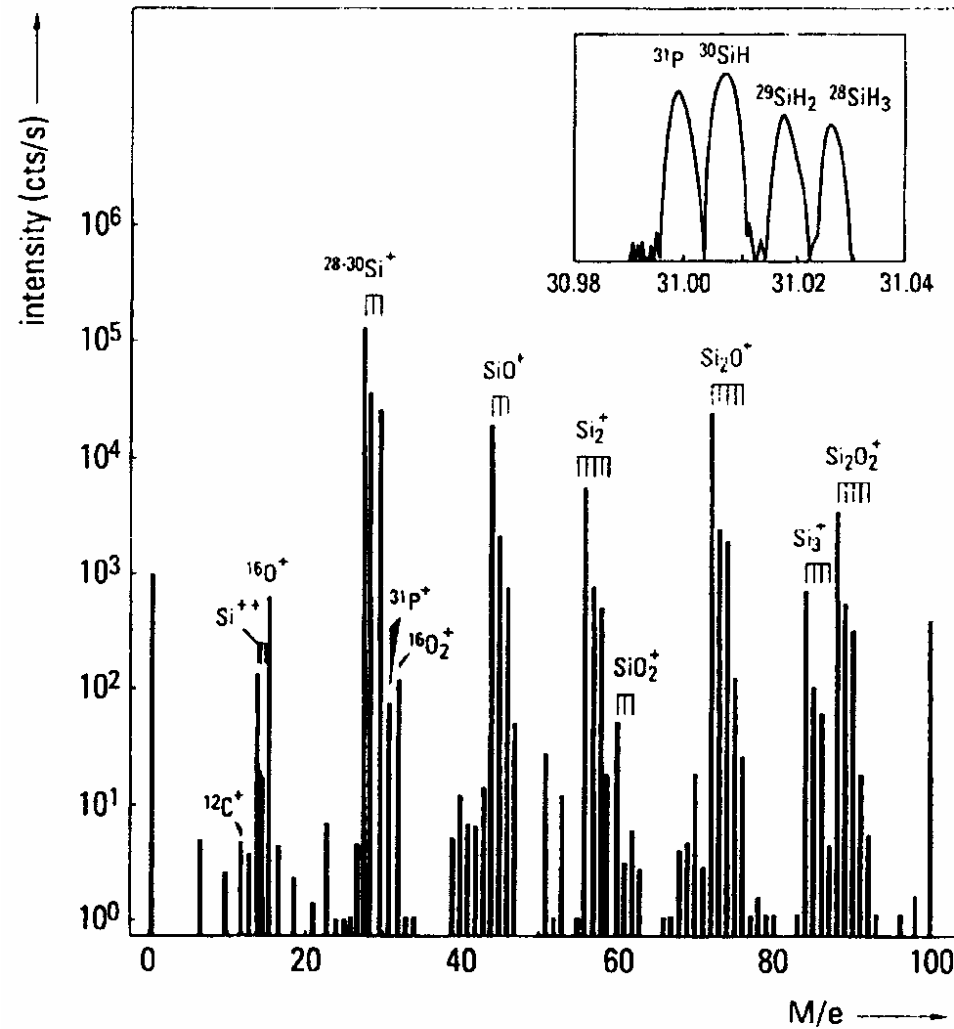 intensity (cts/s)
³¹P ³⁰SiH
²⁹SiH₂ ²⁸SiH₃
30.98 31.00 31.02 31.04
10⁶
²⁸⁻³⁰Si⁺
10⁵
SiO⁺
Si₂O⁺
Si₂⁺
10⁴
Si₂O₂⁺
Si₃⁺
10³
¹⁶O⁺
Si⁺⁺
³¹P⁺
¹⁶O₂⁺
10²
SiO₂⁺
10¹
¹²C⁺
10⁰
0 20 40 60 80 100
M/e